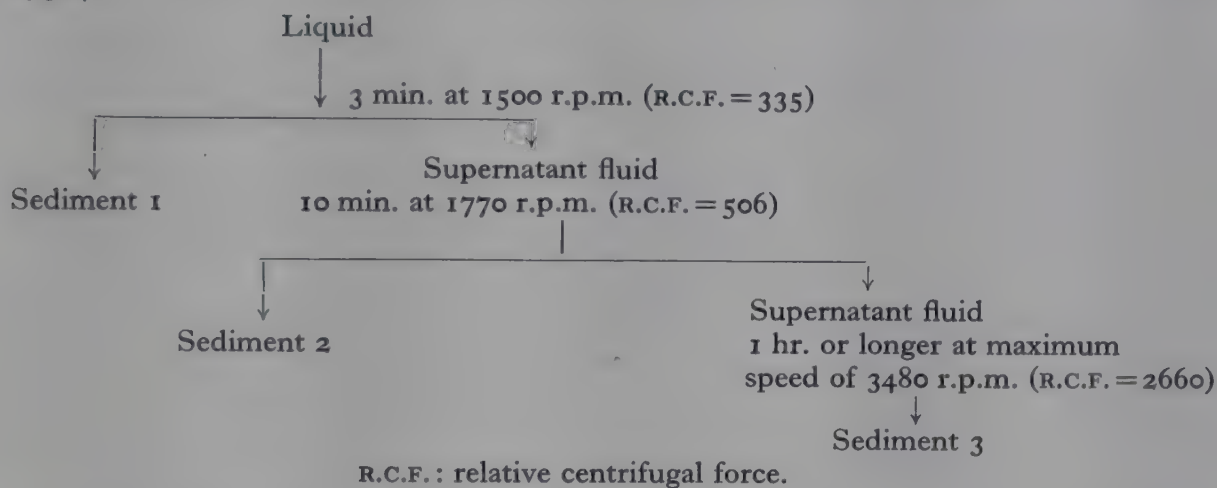 Liquid
3 min. at 1500 r.p.m. (R.C.F. = 335)
Supernatant fluid
Sediment 1
10 min. at 1770 r.p.m. (R.C.F. = 506)
Supernatant fluid
Sediment 2
1 hr. or longer at maximum
speed of 3480 r.p.m. (R.C.F. = 2660)
Sediment 3
R.C.F.: relative centrifugal force.